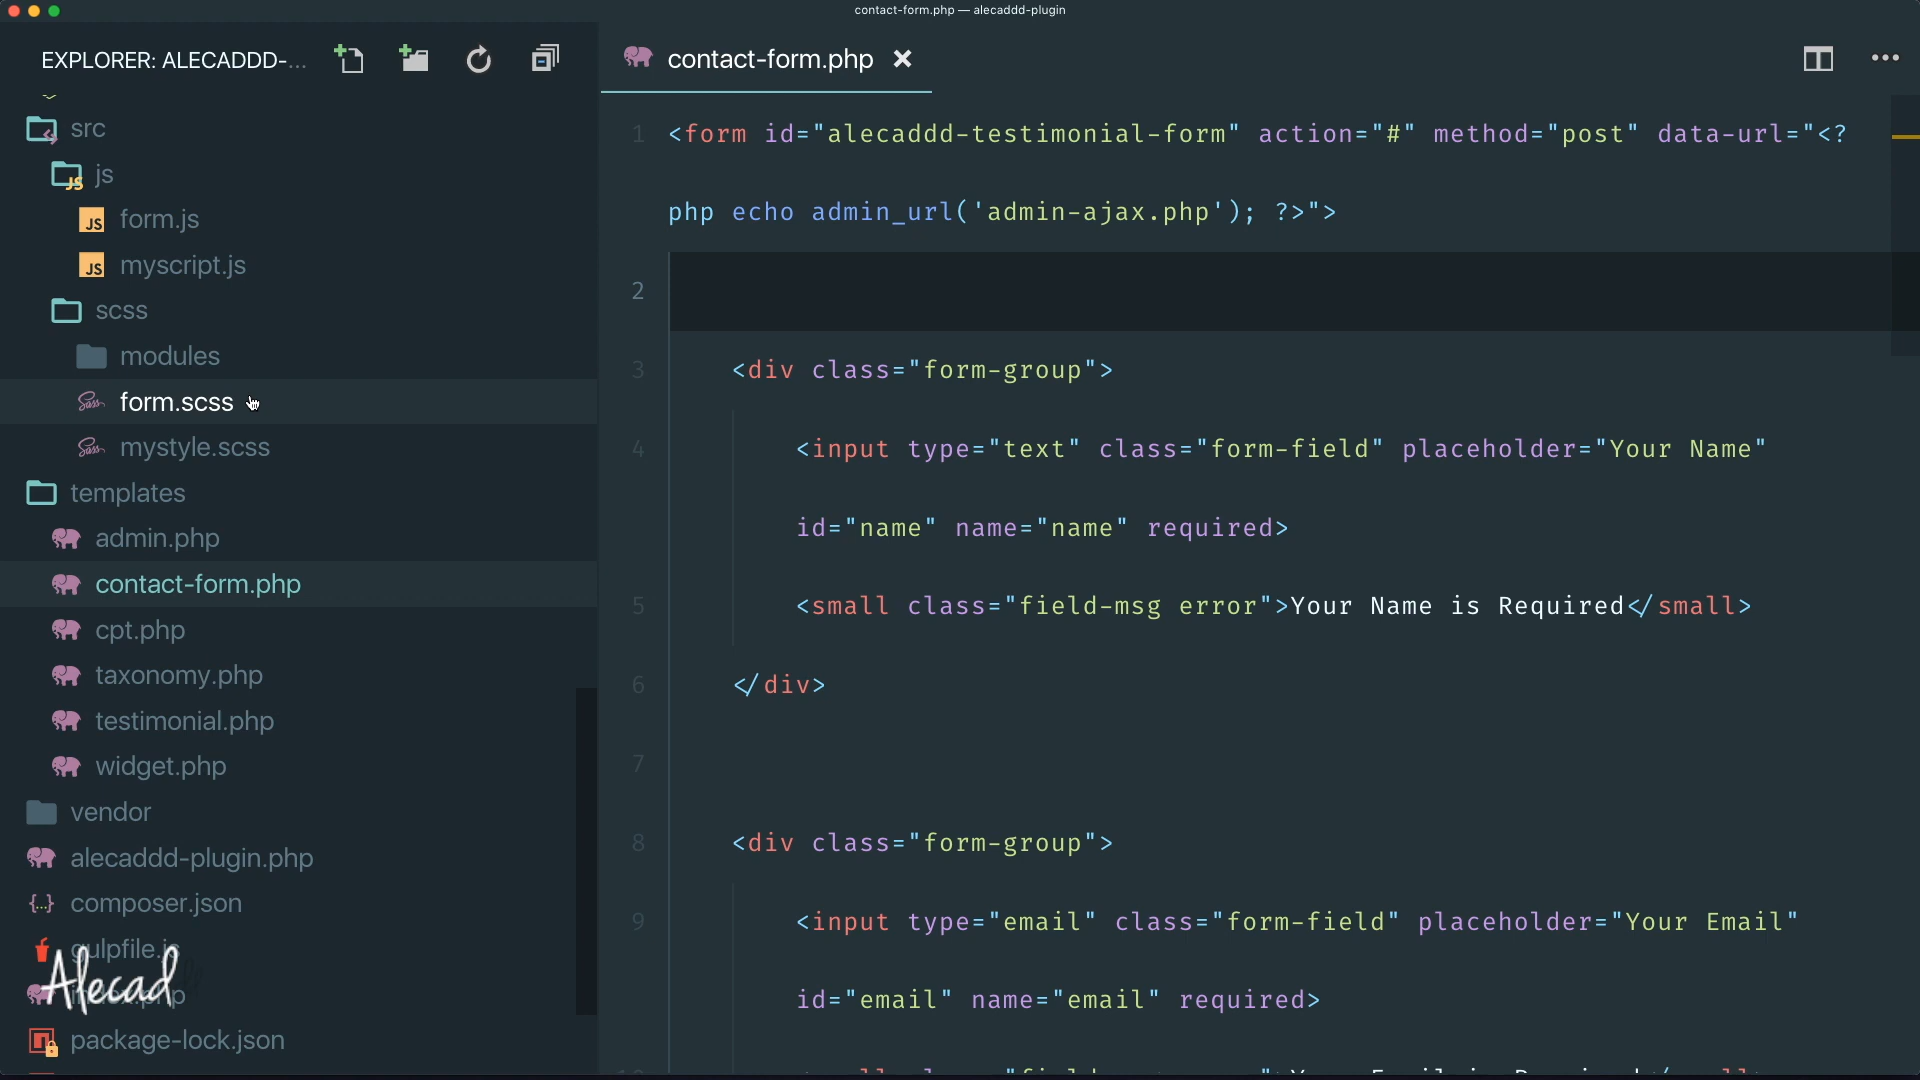 contact-form.php — alecaddd-plugin
EXPLORER: ALECADDD-...
src
js
form.js
myscript.js
scss
modules
form.scss
mystyle.scss
templates
admin.php
contact-form.php
cpt.php
taxonomy.php
testimonial.php
widget.php
vendor
alecaddd-plugin.php
composer.json
gulpfile.js
index.php
Alecad
package-lock.json
contact-form.php
1 <form id="alecaddd-testimonial-form" action="#" method="post" data-url="<?
php echo admin_url('admin-ajax.php'); ?>">
2
3 <div class="form-group">
4 <input type="text" class="form-field" placeholder="Your Name"
id="name" name="name" required>
5 <small class="field-msg error">Your Name is Required</small>
6 </div>
7
8 <div class="form-group">
9 <input type="email" class="form-field" placeholder="Your Email"
id="email" name="email" required>